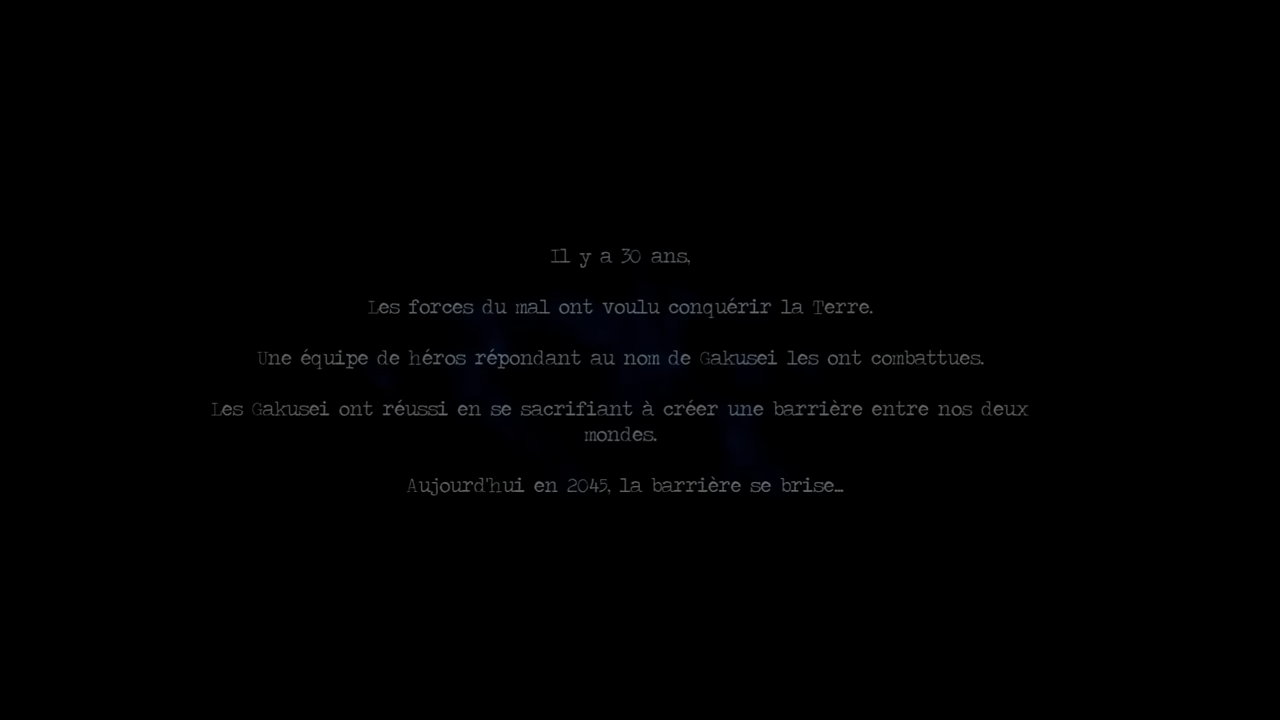 Il y a 30 ans,
Les forces du mal ont voulu conquérir la Terre.
Une équipe de héros répondant au nom de Gakusei les ont combattues.
Les Gakusei ont réussi en se sacrifiant à créer une barrière entre nos deux
mondes.
Aujourd'hui en 2045, la barrière se brise...